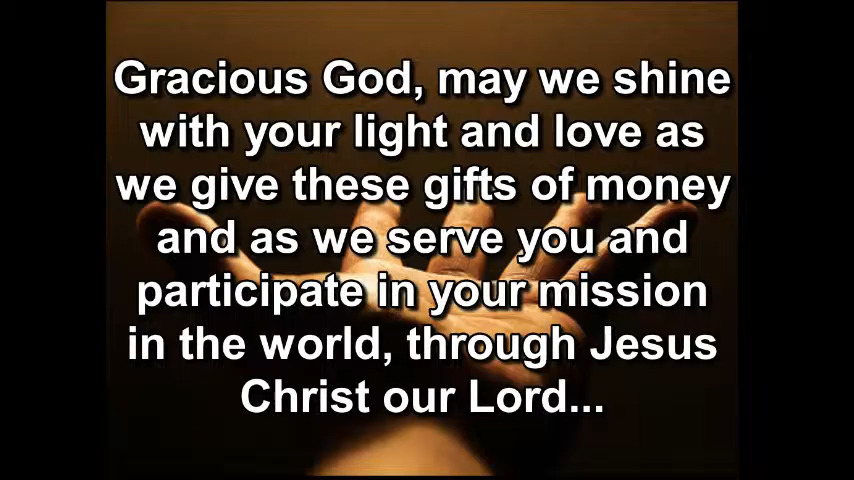 Gracious God, may we shine
with your light and love as
we give these gifts of money
and as we serve you and
participate in your mission
in the world, through Jesus
Christ our Lord...